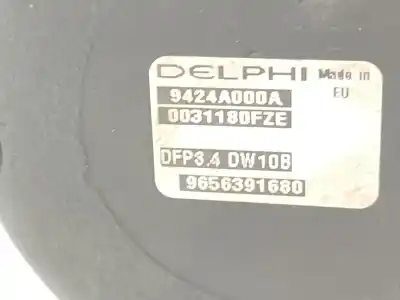 DELPHI Made in
EU
9424A000A
0031180FZE
DFP3.4 DW10B
9656391680